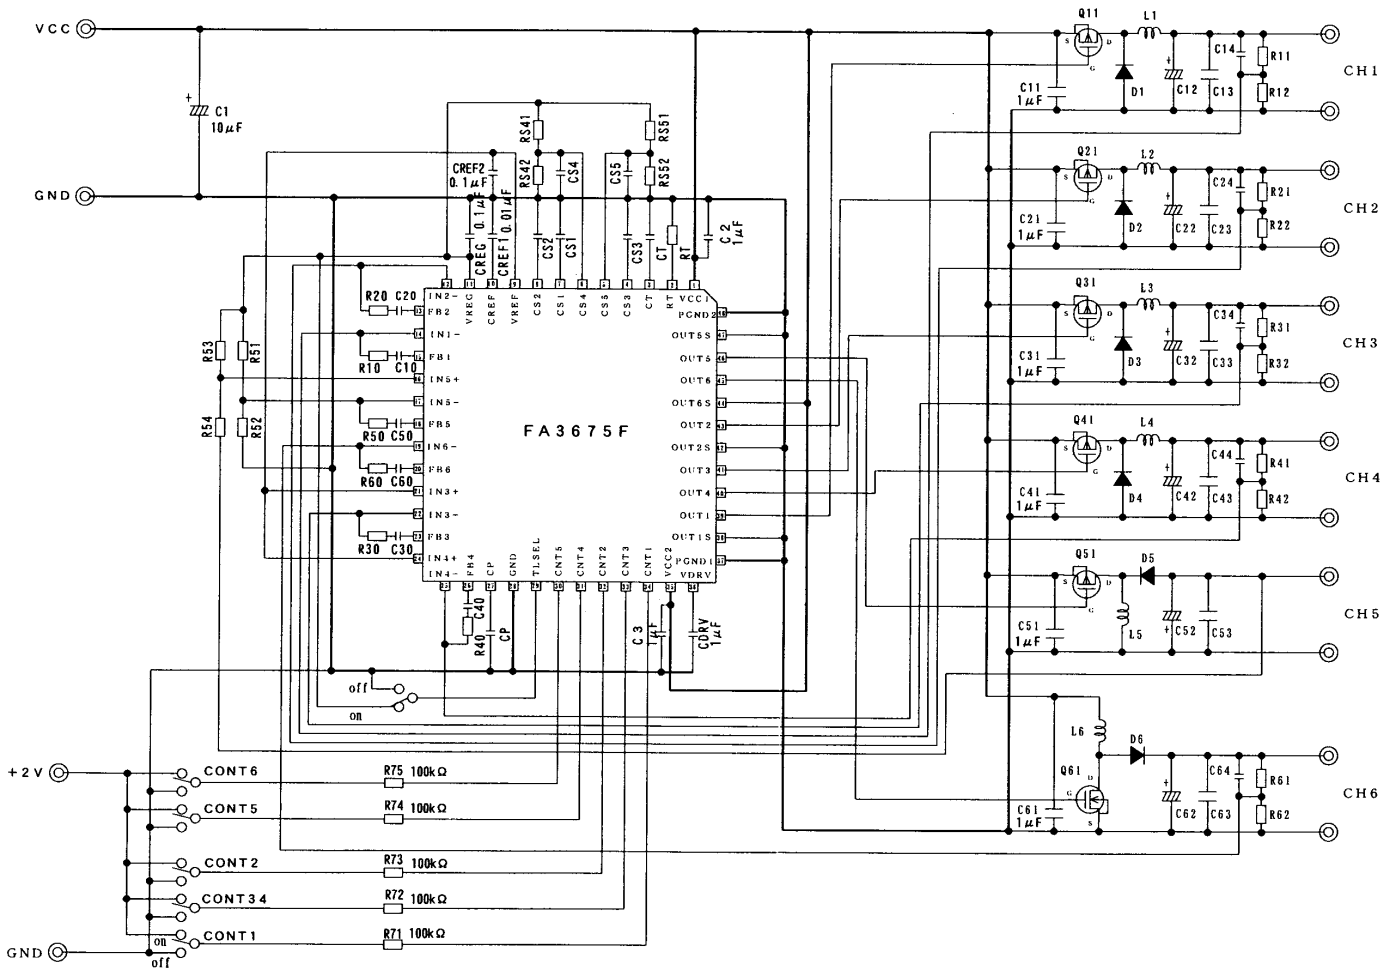 VCC
GND
C1
10μF
CREF2
0.1μF
0.1μF
CREG
0.01μF
CREF1
RS41
RS42
CS4
CS2
CS1
CS5
CS3
RS51
RS52
CT
RT
C2
1μF
R20 C20
R10 C10
R50 C50
R60 C60
R30 C30
R53
R51
R54
R52
IN2-
VREG
CREF
VREF
CS2
CS1
CS4
CS5
CS3
CT
RT
VCC1
FB2
IN1-
FB1
IN5+
IN5-
FB5
IN6-
FB6
IN3+
IN3-
FB3
IN4+
IN4-
FB4
CP
GND
TLSEL
CNT5
CNT4
CNT2
CNT3
CNT1
VCC2
VDRV
PGND2
OUT5S
OUT5
OUT6
OUT6S
OUT2
OUT2S
OUT3
OUT4
OUT1
OUT1S
PGND1
FA3675F
C40
R40
CP
C3
1μF
CDRV
1μF
off
on
+2V
GND
CONT6
R75 100kΩ
CONT5
R74 100kΩ
CONT2
R73 100kΩ
CONT34
R72 100kΩ
CONT1
R71 100kΩ
on
off
Q11
S
D
G
L1
C11
1μF
D1
C12
C13
C14
R11
R12
CH1
Q21
S
D
G
L2
C21
1μF
D2
C22
C23
C24
R21
R22
CH2
Q31
S
D
G
L3
C31
1μF
D3
C32
C33
C34
R31
R32
CH3
Q41
S
D
G
L4
C41
1μF
D4
C42
C43
C44
R41
R42
CH4
Q51
S
D
G
D5
C51
1μF
L5
C52
C53
CH5
L6
D6
Q61
D
G
S
C61
1μF
C62
C63
C64
R61
R62
CH6